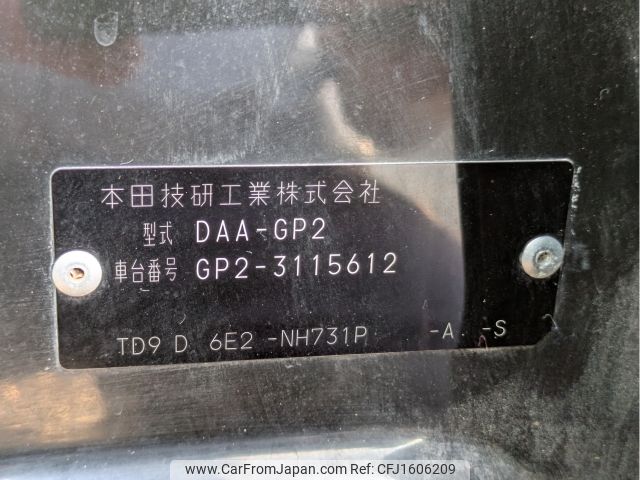 本田技研工業株式会社
型式 DAA-GP2
車台番号 GP2-3115612
TD9 D 6E2 -NH731P -A -S
www.CarFromJapan.com | CFJ1606209